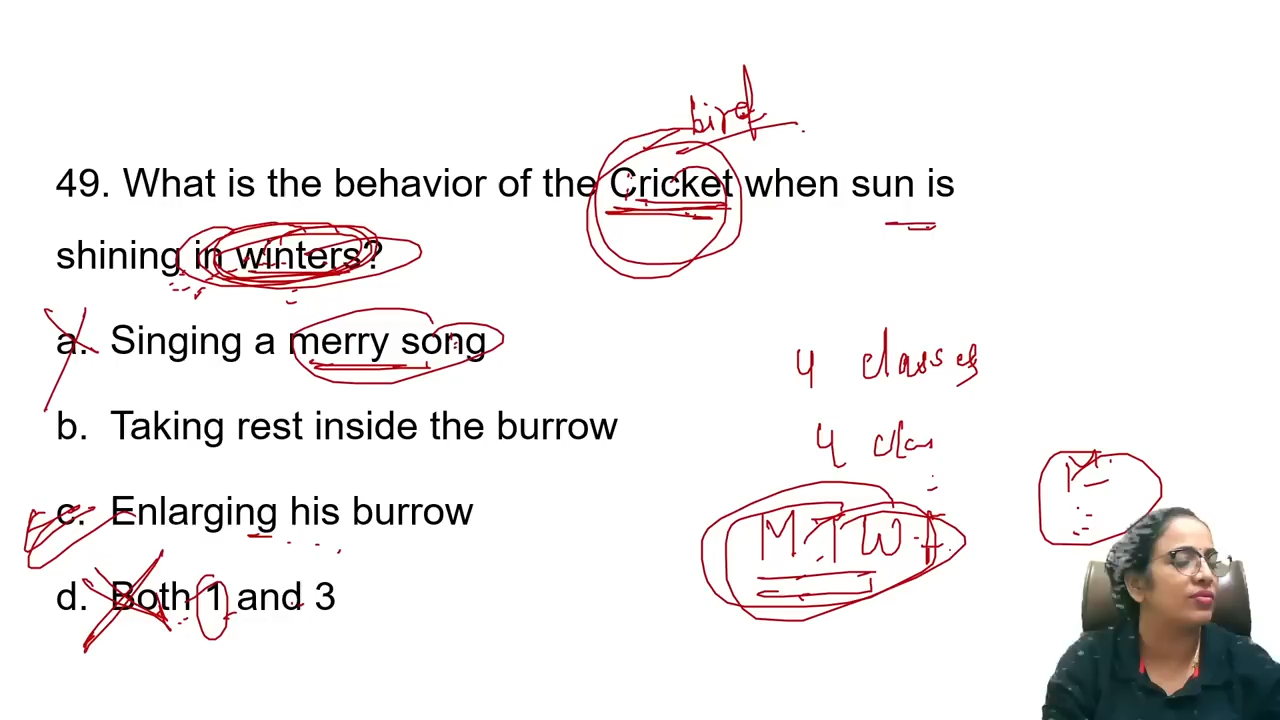 bird
49. What is the behavior of the Cricket when sun is
shining in winters?
a. Singing a merry song
b. Taking rest inside the burrow
c. Enlarging his burrow
d. Both 1 and 3
4 classes
4 clas
M T W
M